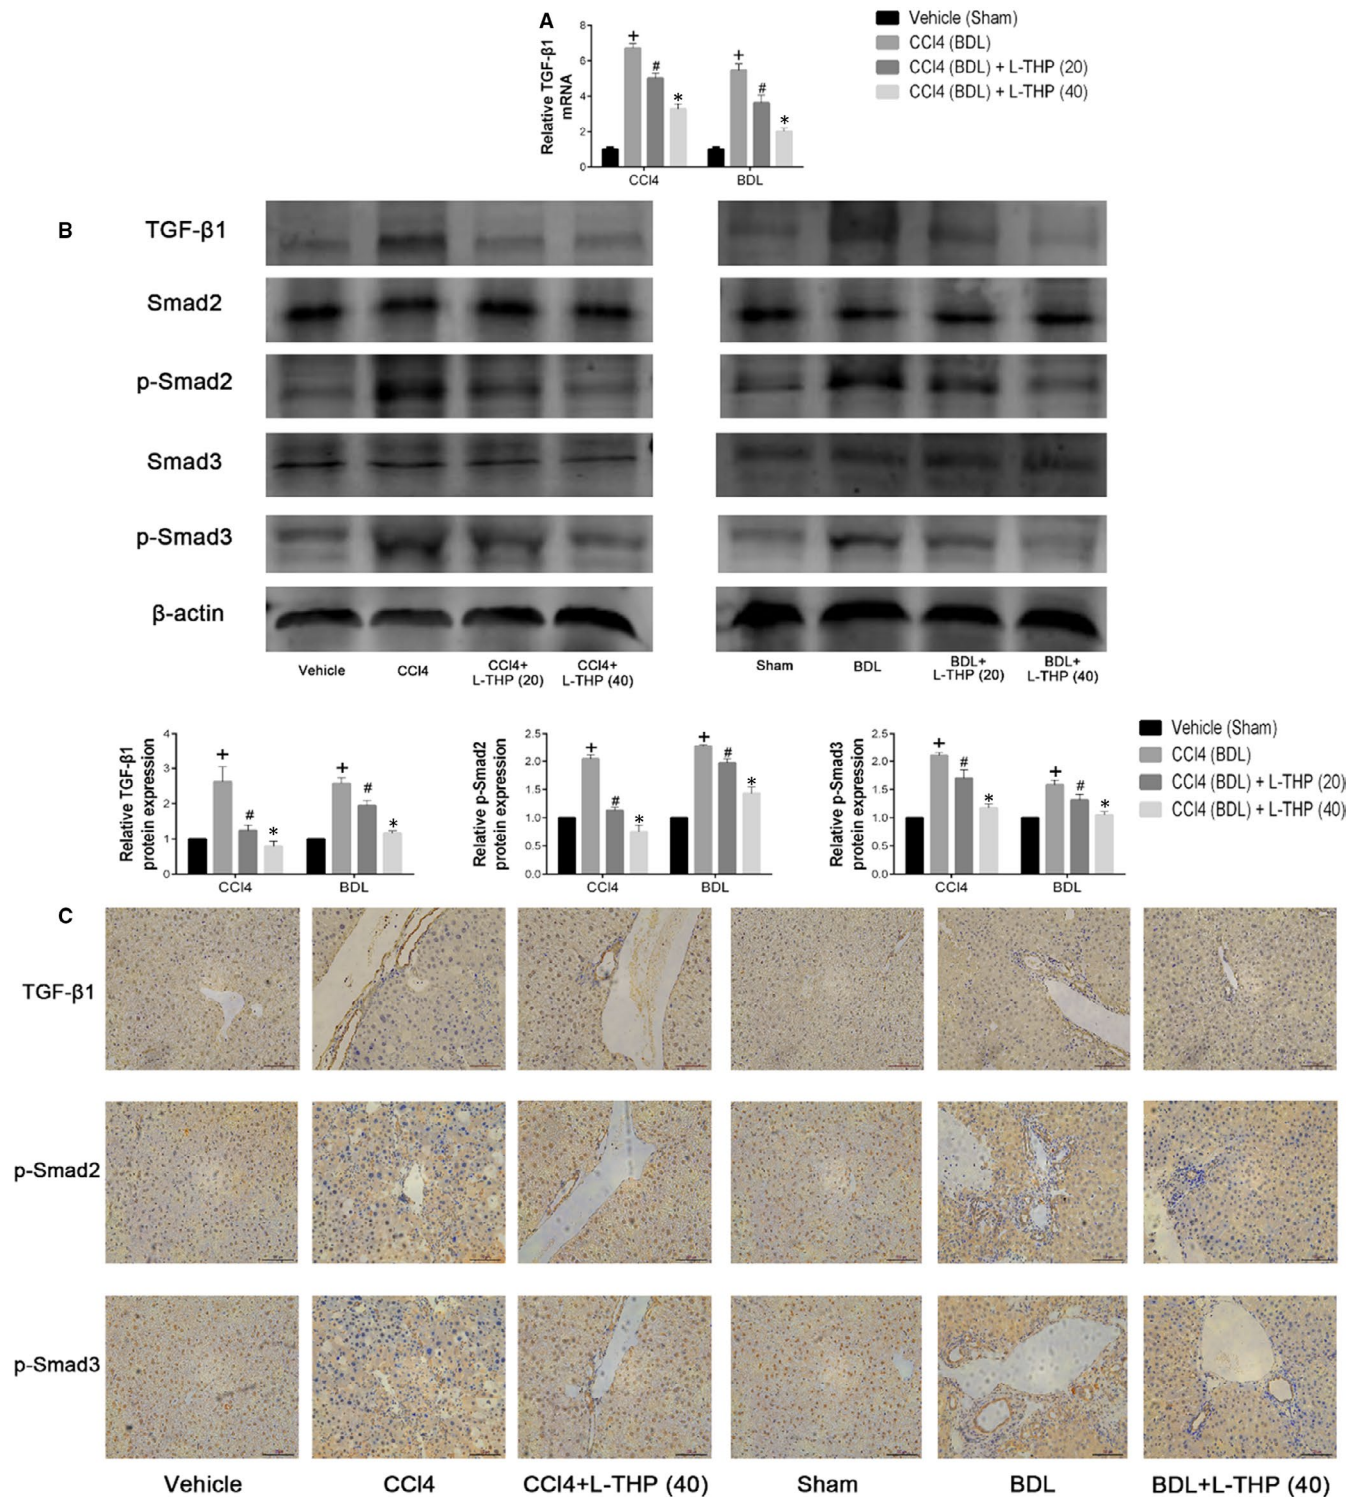 A
Relative TGF-β1
mRNA
8
6
4
2
0
+
#
*
+
#
*
CCl4
BDL
Vehicle (Sham)
CCl4 (BDL)
CCl4 (BDL) + L-THP (20)
CCl4 (BDL) + L-THP (40)
B
TGF-β1
Smad2
p-Smad2
Smad3
p-Smad3
β-actin
Vehicle
CCl4
CCl4+
L-THP (20)
CCl4+
L-THP (40)
Sham
BDL
BDL+
L-THP (20)
BDL+
L-THP (40)
Relative TGF-β1
protein expression
4
3
2
1
0
+
#
*
+
#
*
CCl4
BDL
Relative p-Smad2
protein expression
2.5
2.0
1.5
1.0
0.5
0.0
+
#
*
+
#
*
CCl4
BDL
Relative p-Smad3
protein expression
2.5
2.0
1.5
1.0
0.5
0.0
+
#
*
+
#
*
CCl4
BDL
Vehicle (Sham)
CCl4 (BDL)
CCl4 (BDL) + L-THP (20)
CCl4 (BDL) + L-THP (40)
C
TGF-β1
p-Smad2
p-Smad3
Vehicle
CCl4
CCl4+L-THP (40)
Sham
BDL
BDL+L-THP (40)